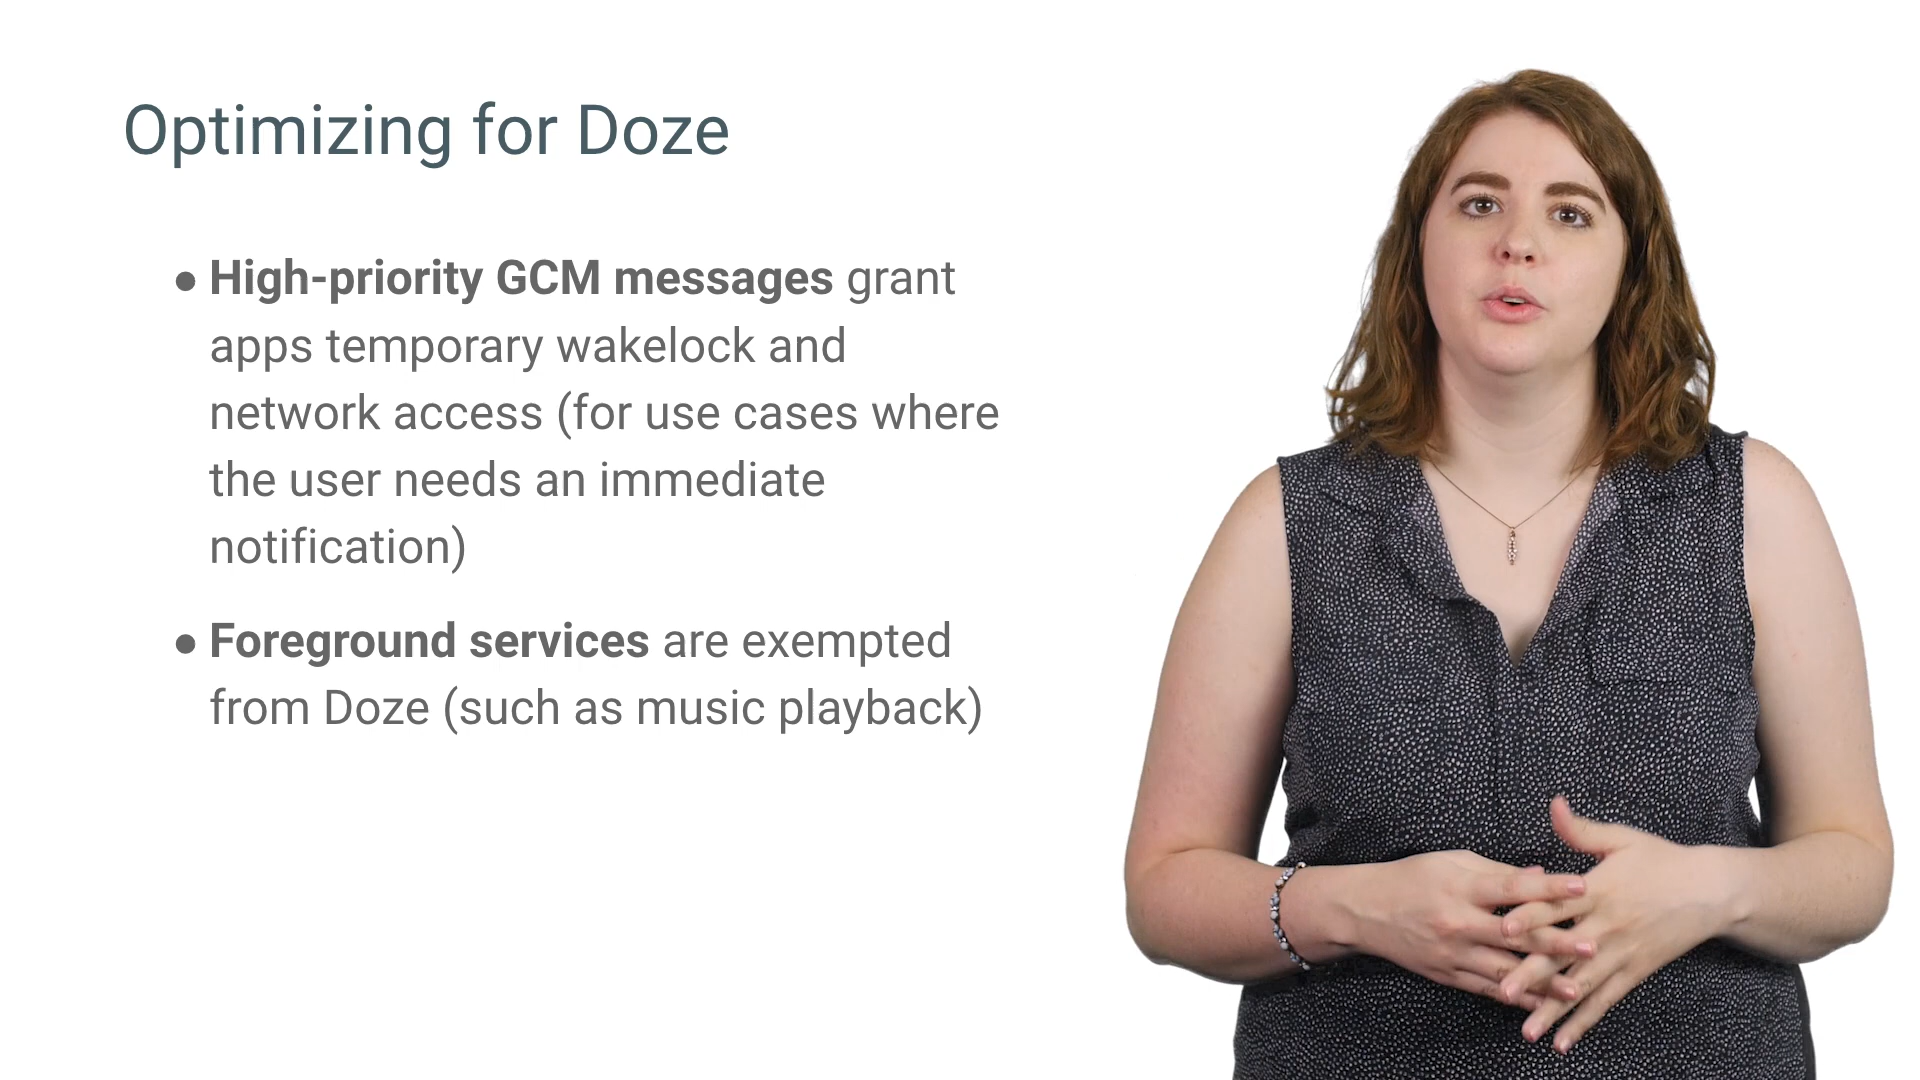 Optimizing for Doze
● High-priority GCM messages grant
apps temporary wakelock and
network access (for use cases where
the user needs an immediate
notification)
● Foreground services are exempted
from Doze (such as music playback)